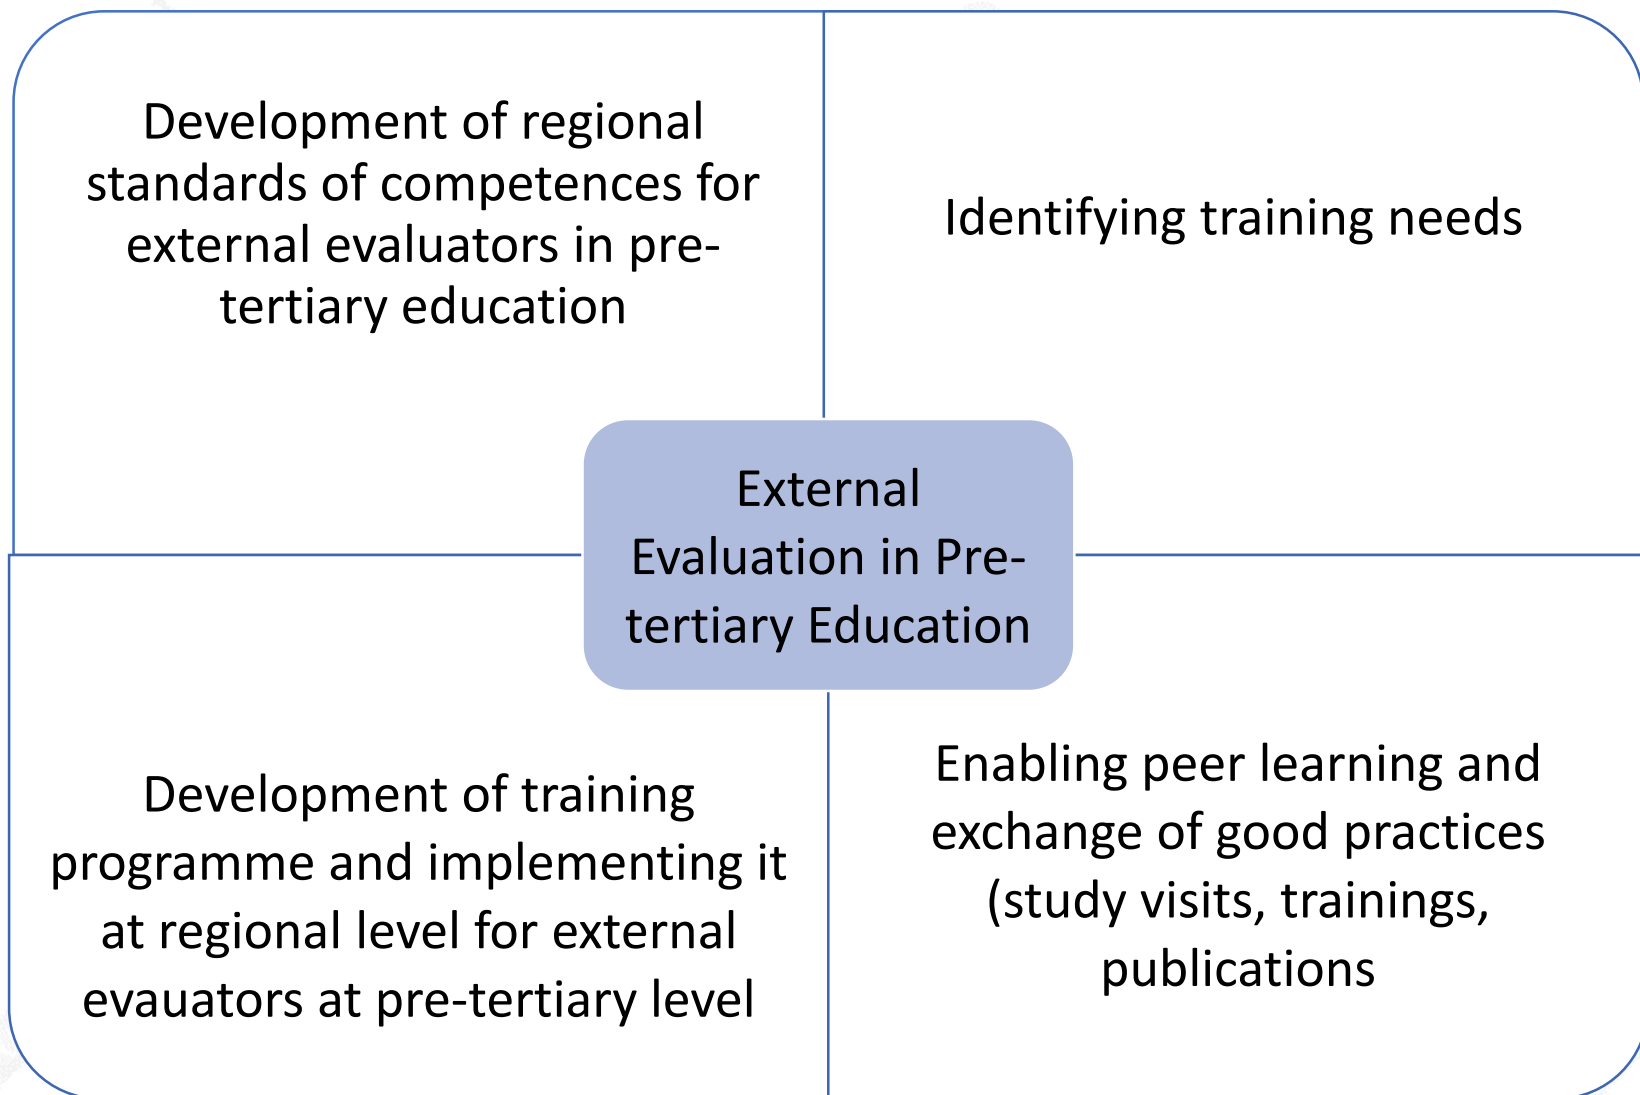 Development of regional
standards of competences for
external evaluators in pre-
tertiary education
Identifying training needs
External
Evaluation in Pre-
tertiary Education
Development of training
programme and implementing it
at regional level for external
evauators at pre-tertiary level
Enabling peer learning and
exchange of good practices
(study visits, trainings,
publications